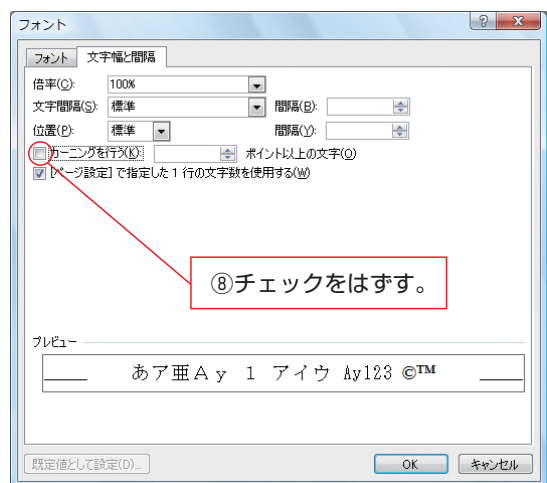 フォント
フォント 文字幅と間隔
倍率(C): 100%
文字間隔(S): 標準 間隔(B):
位置(P): 標準 間隔(Y):
カーニングを行う(K): ポイント以上の文字(O)
[ページ設定] で指定した 1 行の文字数を使用する(W)
⑧チェックをはずす。
プレビュー
あア亜Ay 1 アイウ Ay123 ©™
既定値として設定(D)... OK キャンセル